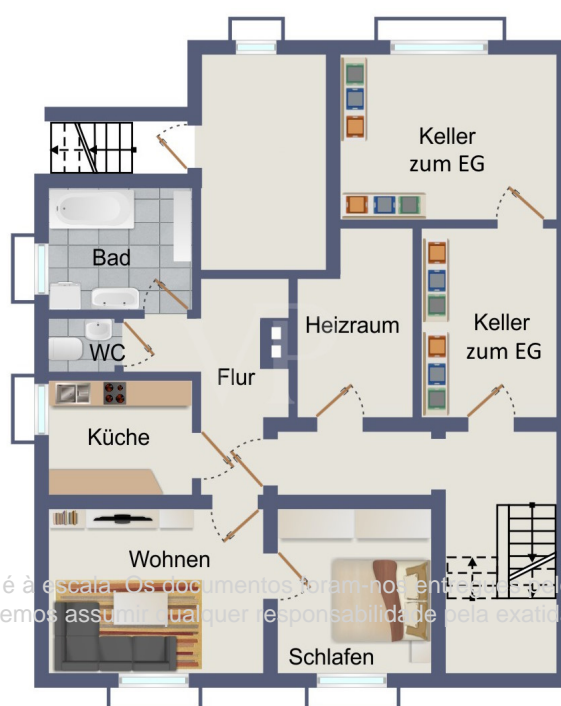 Keller
zum EG
Bad
Heizraum
Keller
zum EG
WC
Flur
Küche
Wohnen
é à escala. Os documentos foram-nos entregues
emos assumir qualquer responsabilidade pela exatid
Schlafen